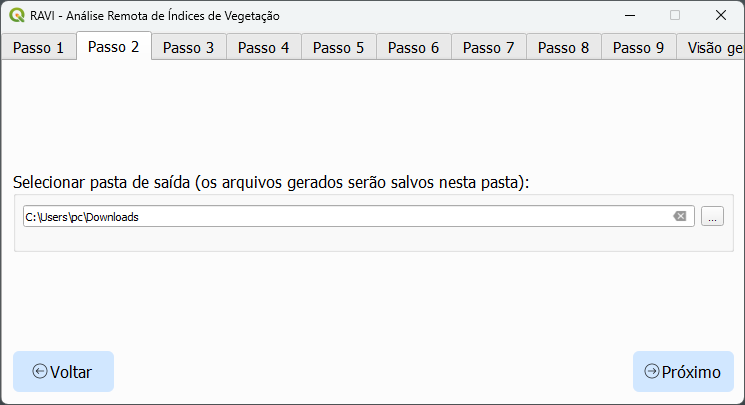 RAVI - Análise Remota de Índices de Vegetação
Passo 1 Passo 2 Passo 3 Passo 4 Passo 5 Passo 6 Passo 7 Passo 8 Passo 9 Visão ge
Selecionar pasta de saída (os arquivos gerados serão salvos nesta pasta):
C:\Users\pc\Downloads
...
Voltar Próximo